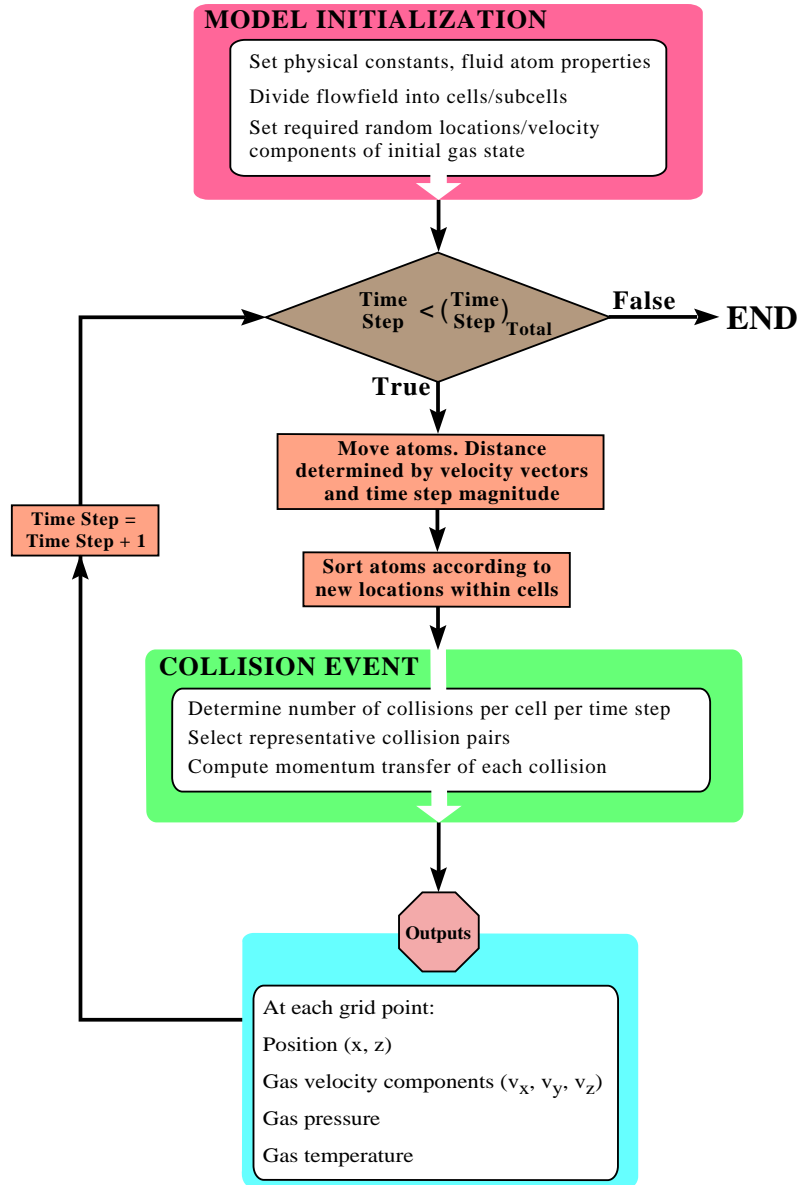 MODEL INITIALIZATION
Set physical constants, fluid atom properties
Divide flowfield into cells/subcells
Set required random locations/velocity
components of initial gas state
Time
Step
<
(Time
Step)Total
False
END
True
Move atoms. Distance
determined by velocity vectors
and time step magnitude
Time Step =
Time Step + 1
Sort atoms according to
new locations within cells
COLLISION EVENT
Determine number of collisions per cell per time step
Select representative collision pairs
Compute momentum transfer of each collision
Outputs
At each grid point:
Position (x, z)
Gas velocity components (vx, vy, vz)
Gas pressure
Gas temperature